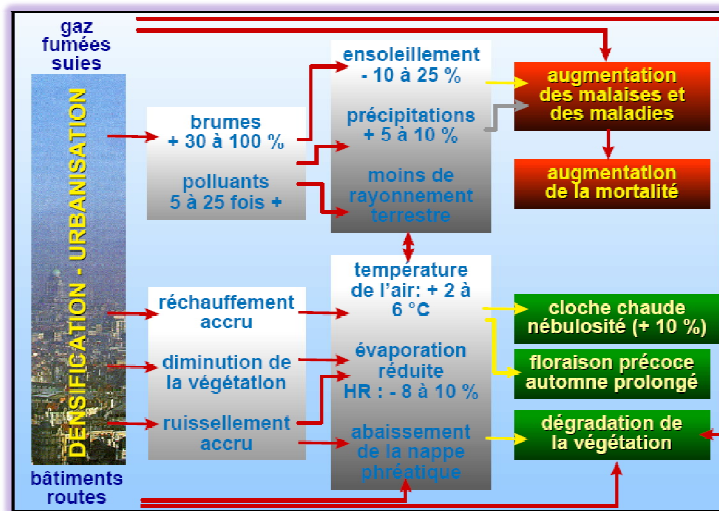 gaz
fumées
suies
DENSIFICATION - URBANISATION
bâtiments
routes
brumes
+ 30 à 100 %
polluants
5 à 25 fois +
réchauffement
accru
diminution de
la végétation
ruissellement
accru
ensoleillement
- 10 à 25 %
précipitations
+ 5 à 10 %
moins de
rayonnement
terrestre
température
de l'air: + 2 à
6 °C
évaporation
réduite
HR : - 8 à 10 %
abaissement
de la nappe
phréatique
augmentation
des malaises et
des maladies
augmentation
de la mortalité
cloche chaude
nébulosité (+ 10 %)
floraison précoce
automne prolongé
dégradation de
la végétation